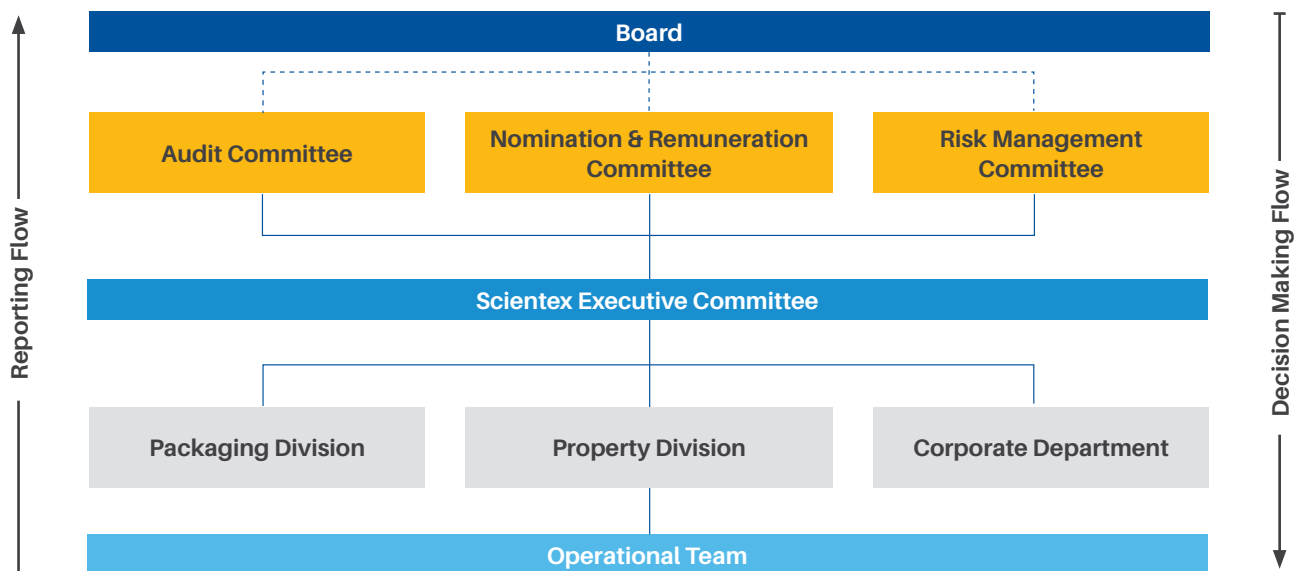 Board
Audit Committee
Nomination & Remuneration
Committee
Risk Management
Committee
Reporting Flow
Decision Making Flow
Scientex Executive Committee
Packaging Division
Property Division
Corporate Department
Operational Team